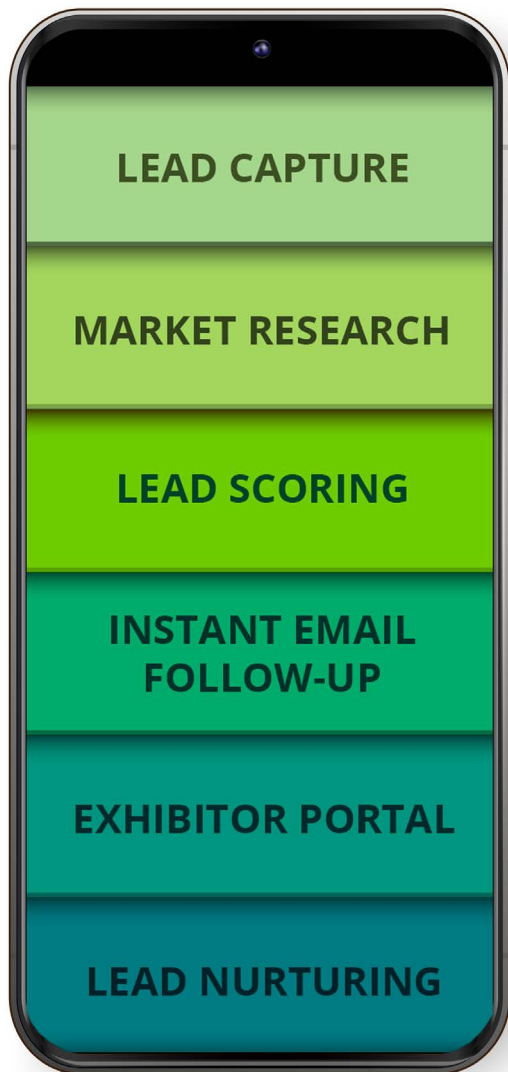 LEAD CAPTURE
MARKET RESEARCH
LEAD SCORING
INSTANT EMAIL
FOLLOW-UP
EXHIBITOR PORTAL
LEAD NURTURING